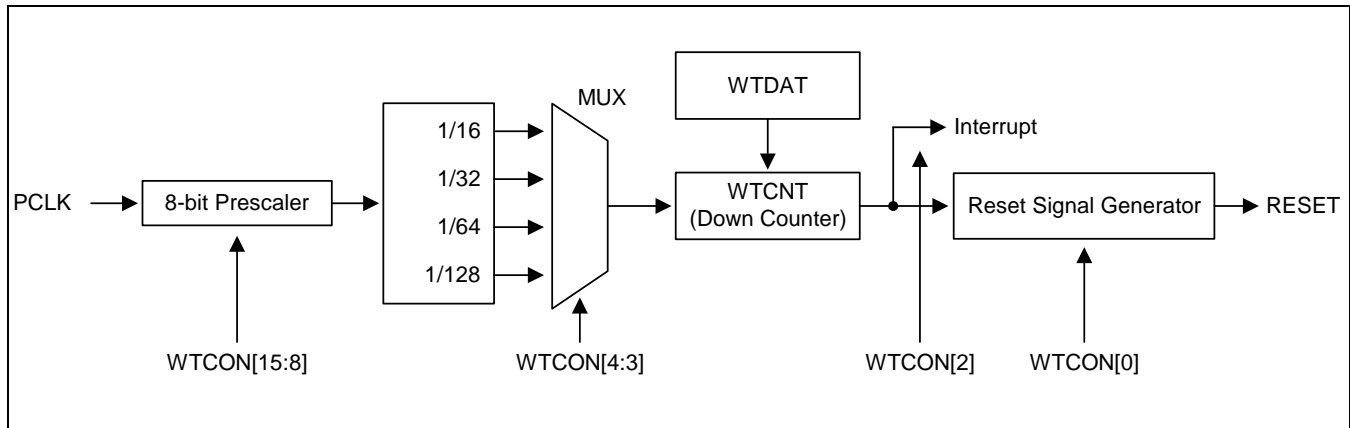 MUX
WTDAT
1/16
1/32
1/64
1/128
PCLK
8-bit Prescaler
WTCNT
(Down Counter)
Interrupt
Reset Signal Generator
RESET
WTCON[15:8]
WTCON[4:3]
WTCON[2]
WTCON[0]